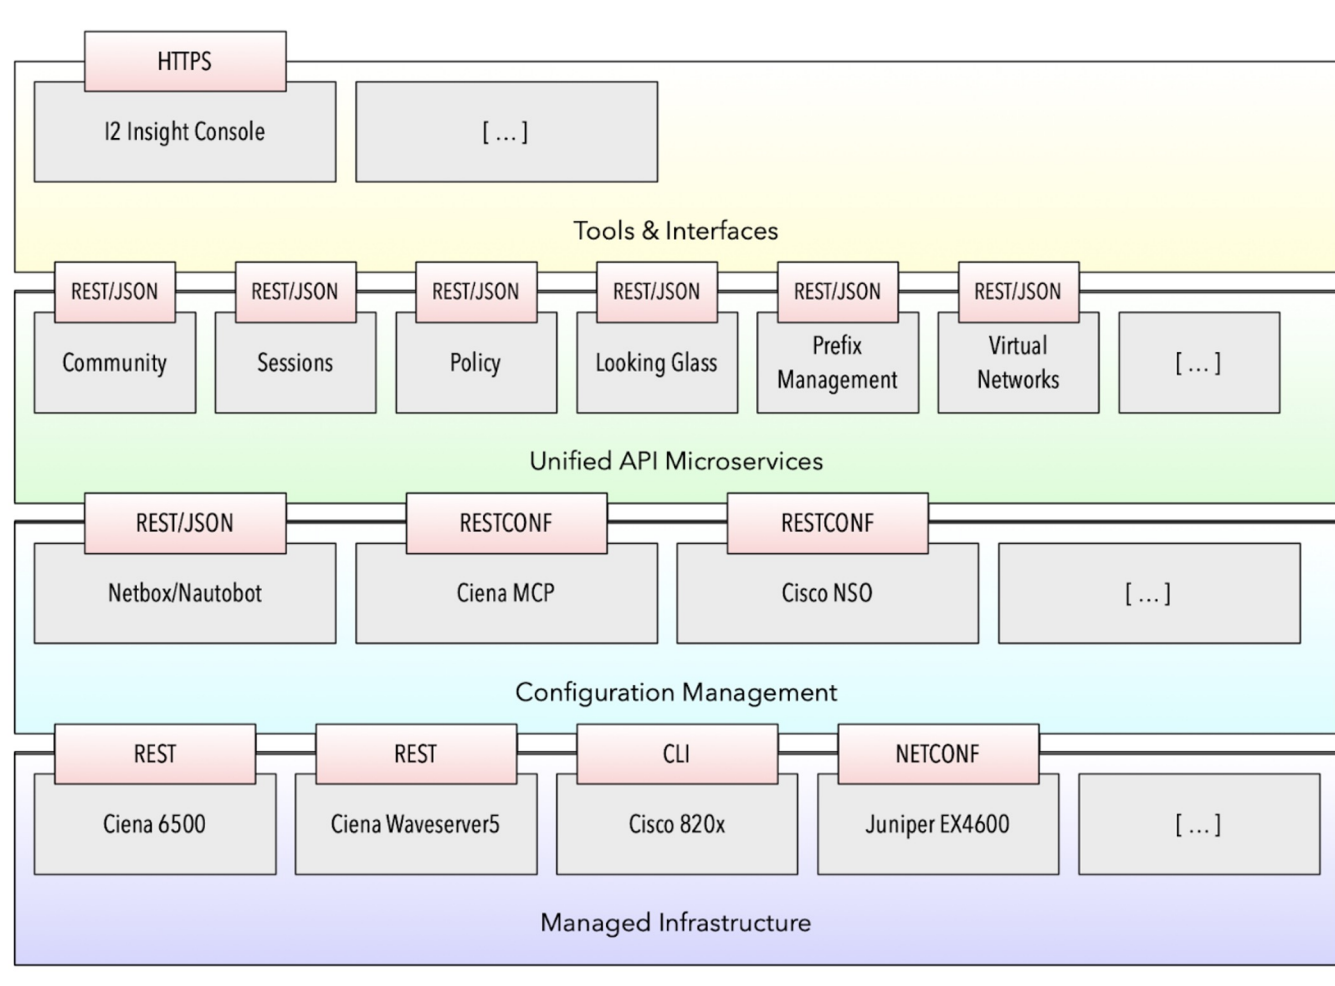 HTTPS
I2 Insight Console
[ … ]
Tools & Interfaces
REST/JSON
REST/JSON
REST/JSON
REST/JSON
REST/JSON
REST/JSON
Community
Sessions
Policy
Looking Glass
Prefix
Management
Virtual
Networks
[ … ]
Unified API Microservices
REST/JSON
RESTCONF
RESTCONF
Netbox/Nautobot
Ciena MCP
Cisco NSO
[ … ]
Configuration Management
REST
REST
CLI
NETCONF
Ciena 6500
Ciena Waveserver5
Cisco 820x
Juniper EX4600
[ … ]
Managed Infrastructure